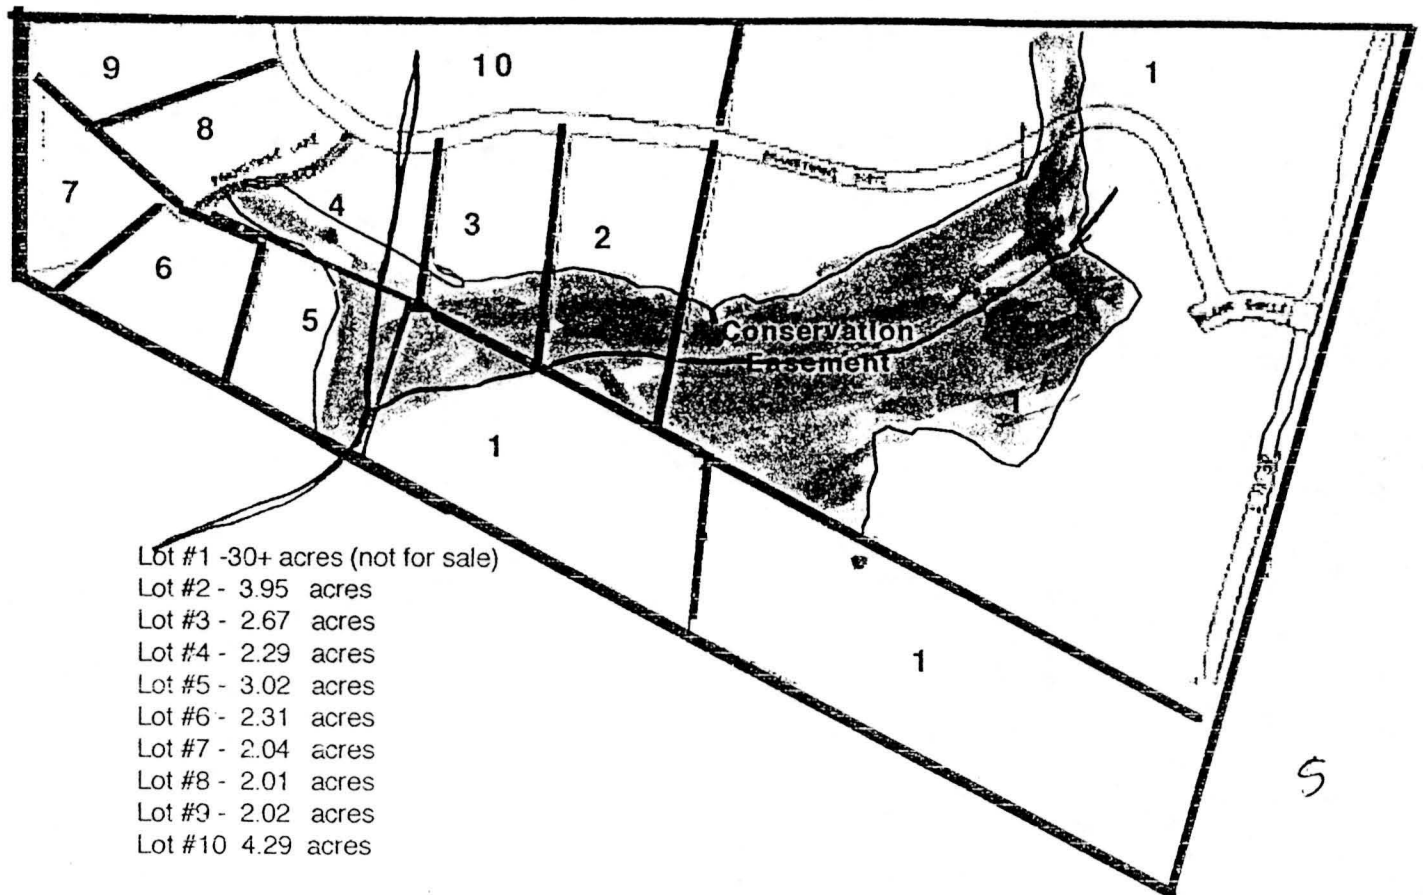 9
10
1
8
7
4
3
2
6
5
Conservation
Easement
1
1
Lot #1 -30+ acres (not for sale)
Lot #2 - 3.95 acres
Lot #3 - 2.67 acres
Lot #4 - 2.29 acres
Lot #5 - 3.02 acres
Lot #6 - 2.31 acres
Lot #7 - 2.04 acres
Lot #8 - 2.01 acres
Lot #9 - 2.02 acres
Lot #10 4.29 acres
S